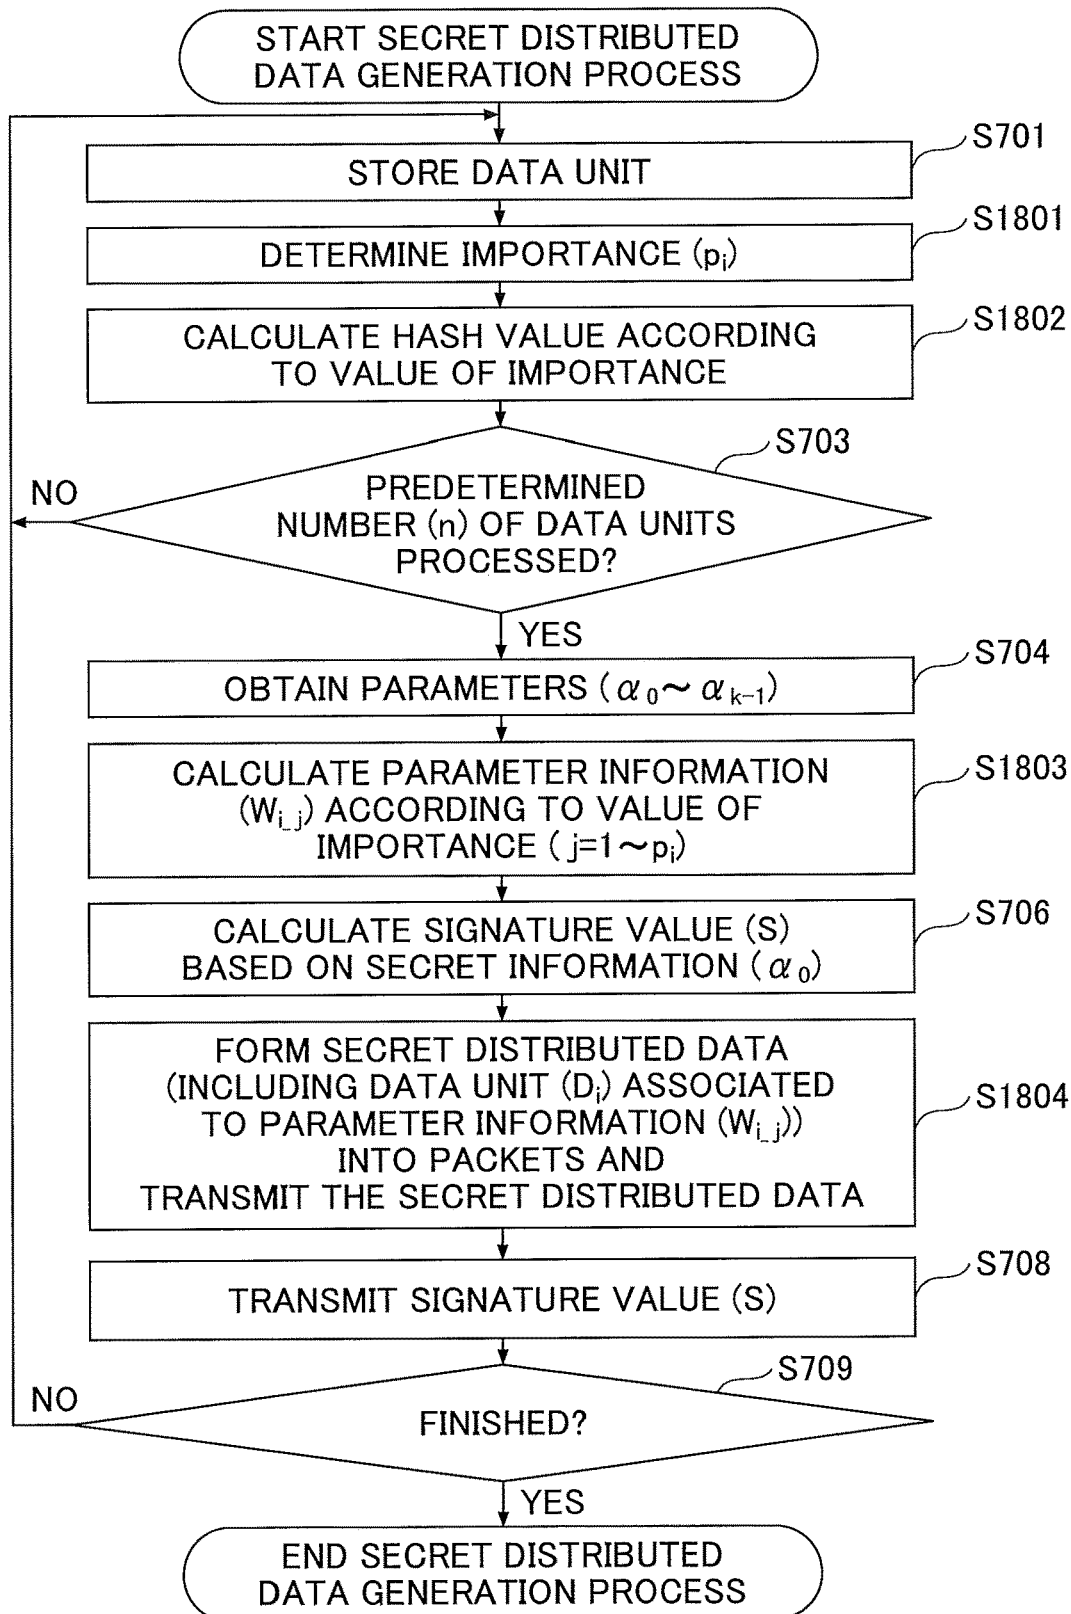 START SECRET DISTRIBUTED
DATA GENERATION PROCESS
S701
STORE DATA UNIT
S1801
DETERMINE IMPORTANCE (pᵢ)
S1802
CALCULATE HASH VALUE ACCORDING
TO VALUE OF IMPORTANCE
S703
NO
PREDETERMINED
NUMBER (n) OF DATA UNITS
PROCESSED?
YES
S704
OBTAIN PARAMETERS (α₀~αₖ₋₁)
S1803
CALCULATE PARAMETER INFORMATION
(Wᵢ_ⱼ) ACCORDING TO VALUE OF
IMPORTANCE (j=1~pᵢ)
S706
CALCULATE SIGNATURE VALUE (S)
BASED ON SECRET INFORMATION (α₀)
S1804
FORM SECRET DISTRIBUTED DATA
(INCLUDING DATA UNIT (Dᵢ) ASSOCIATED
TO PARAMETER INFORMATION (Wᵢ_ⱼ))
INTO PACKETS AND
TRANSMIT THE SECRET DISTRIBUTED DATA
S708
TRANSMIT SIGNATURE VALUE (S)
S709
NO
FINISHED?
YES
END SECRET DISTRIBUTED
DATA GENERATION PROCESS